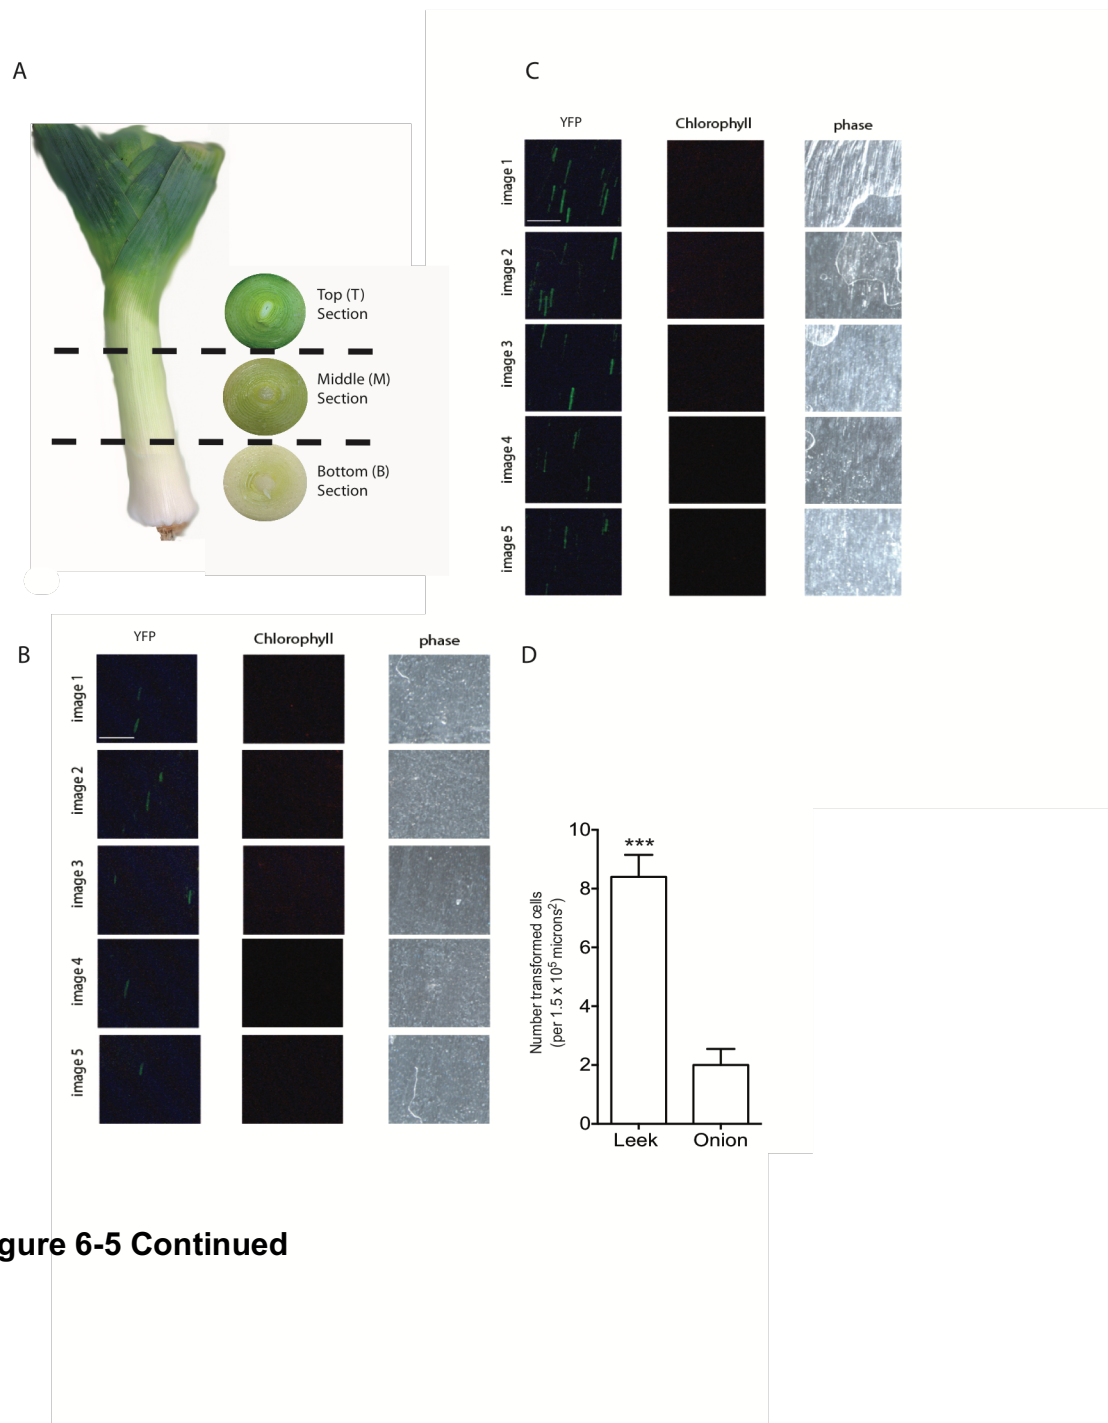 A
Top (T)
Section
Middle (M)
Section
Bottom (B)
Section
C
YFP
Chlorophyll
phase
image 1
image 2
image 3
image 4
image 5
B
YFP
Chlorophyll
phase
image 1
image 2
image 3
image 4
image 5
D
Number transformed cells
(per 1.5 x 10⁵ microns²)
10
8
6
4
2
0
***
Leek
Onion
gure 6-5 Continued